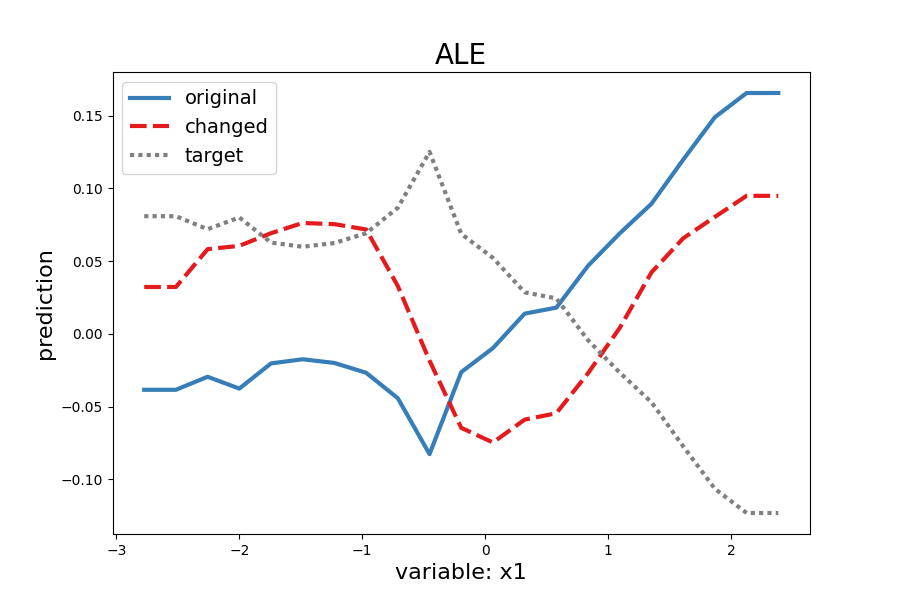 ALE
original
changed
target
prediction
0.15
0.10
0.05
0.00
−0.05
−0.10
−3
−2
−1
0
1
2
variable: x1